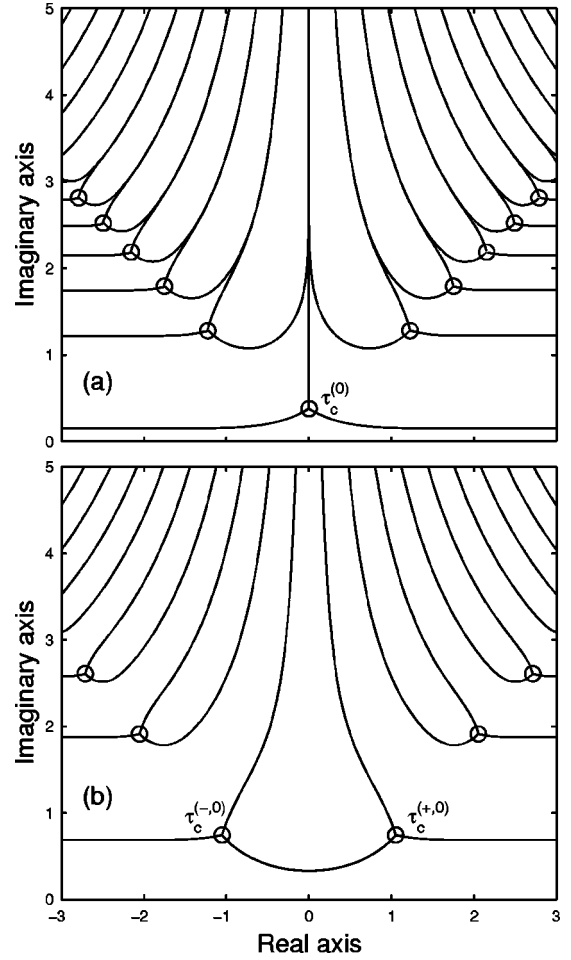 5
4
3
2
1
0
Imaginary axis
(a)
τc(0)
5
4
3
2
1
0
Imaginary axis
(b)
τc(−,0)
τc(+,0)
−3 −2 −1 0 1 2 3
Real axis